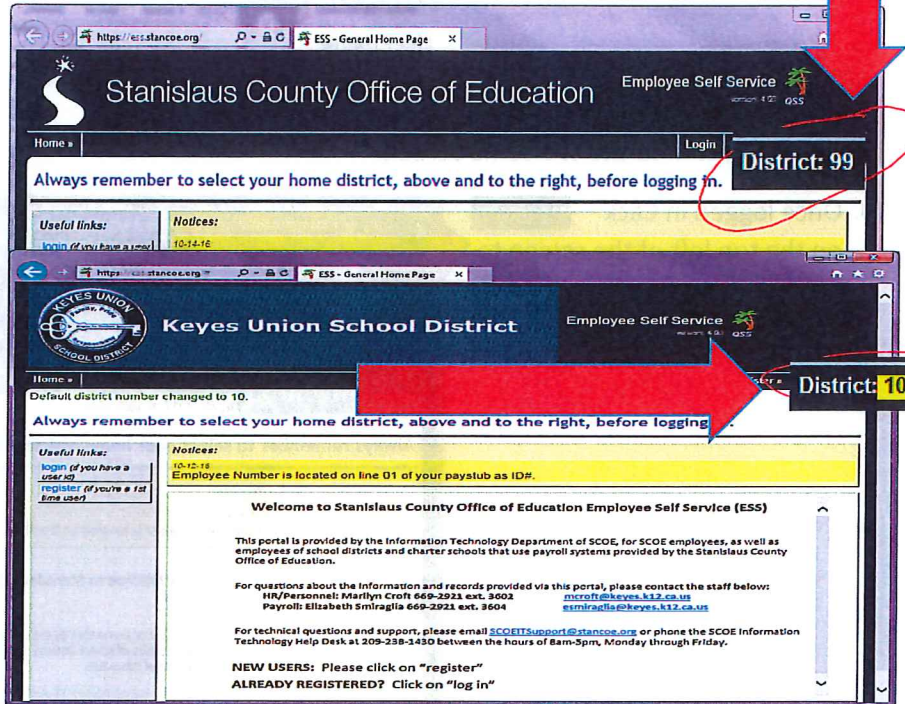 https://ess.stancoe.org/
ESS - General Home Page
Stanislaus County Office of Education
Employee Self Service
QSS
Home »
Login
District: 99
Always remember to select your home district, above and to the right, before logging in.
Useful links:
login (if you have a user
Notices:
10-14-16
ESS - General Home Page
KEYES UNION
SCHOOL DISTRICT
Keyes Union School District
Employee Self Service
QSS
Home »
District: 10
Default district number changed to 10.
Always remember to select your home district, above and to the right, before logging
Useful links:
login (if you have a
user id)
register (if you're a 1st
time user)
Notices:
10-12-16
Employee Number is located on line 01 of your paystub as ID#.
Welcome to Stanislaus County Office of Education Employee Self Service (ESS)
This portal is provided by the Information Technology Department of SCOE, for SCOE employees, as well as
employees of school districts and charter schools that use payroll systems provided by the Stanislaus County
Office of Education.
For questions about the information and records provided via this portal, please contact the staff below:
HR/Personnel: Marilyn Croft 669-2921 ext. 3602 mcroft@keyes.k12.ca.us
Payroll: Elizabeth Smiraglia 669-2921 ext. 3604 esmiraglia@keyes.k12.ca.us
For technical questions and support, please email SCOEITSupport@stancoe.org or phone the SCOE Information
Technology Help Desk at 209-238-1430 between the hours of 8am-5pm, Monday through Friday.
NEW USERS: Please click on "register"
ALREADY REGISTERED? Click on "log in"